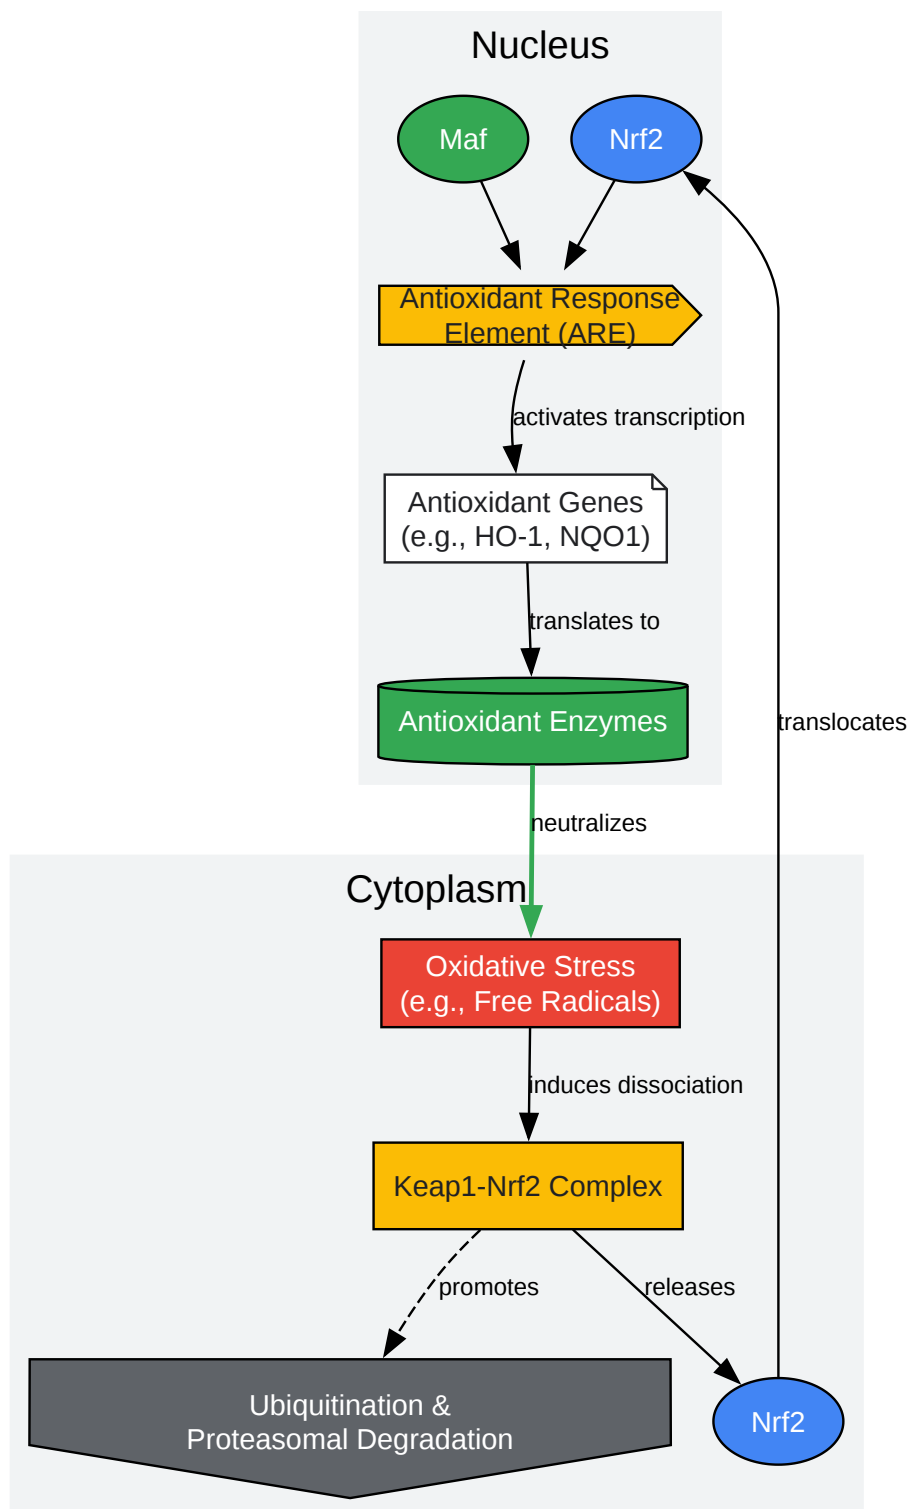 Nucleus
Maf
Nrf2
Antioxidant Response
Element (ARE)
activates transcription
Antioxidant Genes
(e.g., HO-1, NQO1)
translates to
Antioxidant Enzymes
translocates
neutralizes
Cytoplasm
Oxidative Stress
(e.g., Free Radicals)
induces dissociation
Keap1-Nrf2 Complex
promotes
releases
Ubiquitination &
Proteasomal Degradation
Nrf2